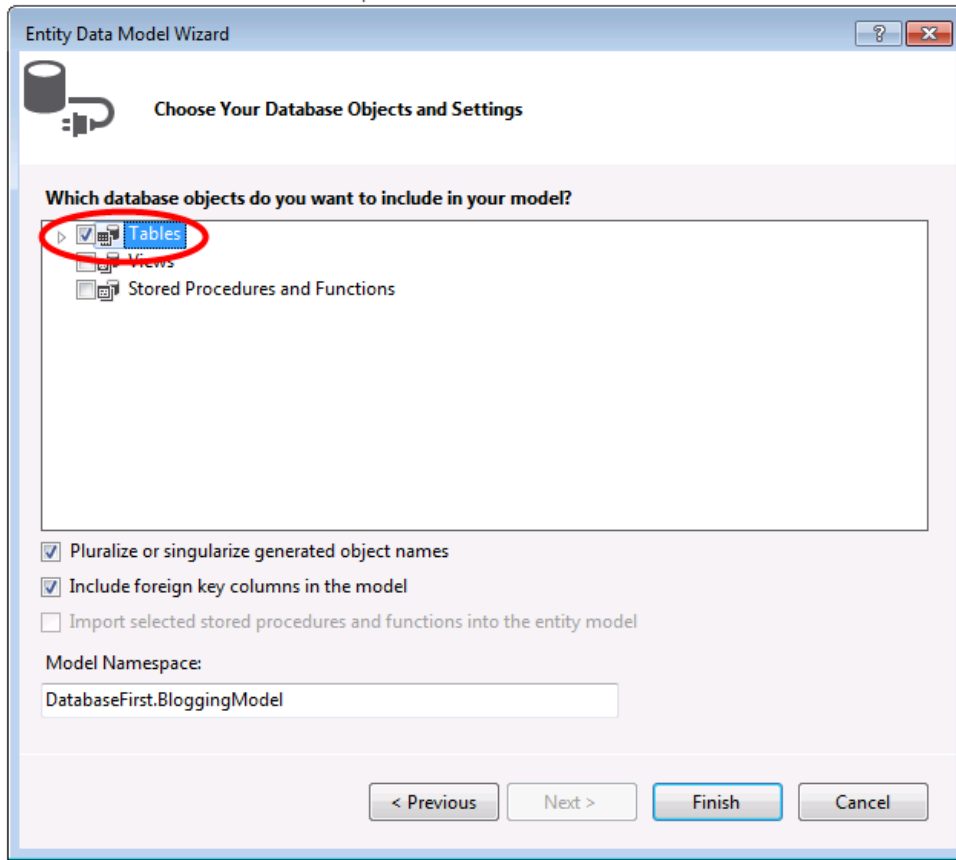 Entity Data Model Wizard
Choose Your Database Objects and Settings
Which database objects do you want to include in your model?
Tables
Views
Stored Procedures and Functions
Pluralize or singularize generated object names
Include foreign key columns in the model
Import selected stored procedures and functions into the entity model
Model Namespace:
DatabaseFirst.BloggingModel
< Previous Next > Finish Cancel